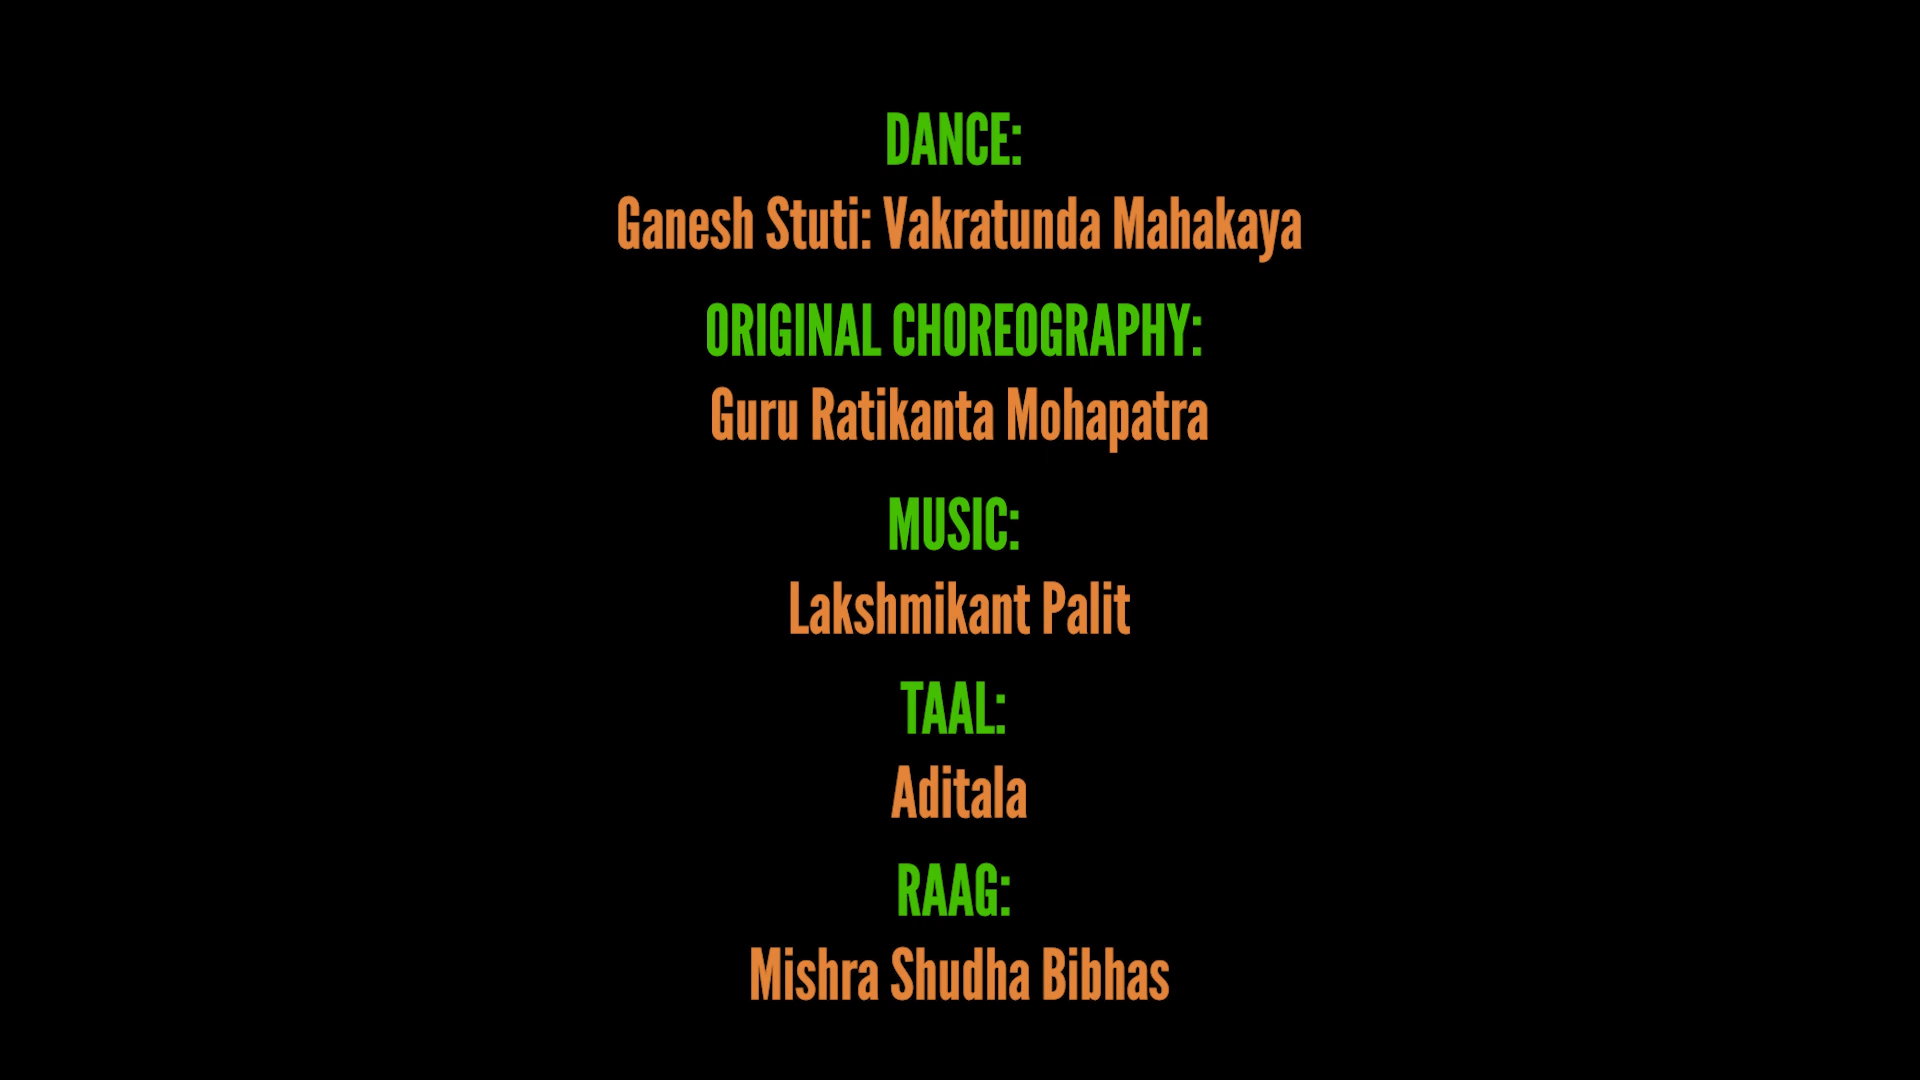 DANCE:
Ganesh Stuti: Vakratunda Mahakaya
ORIGINAL CHOREOGRAPHY:
Guru Ratikanta Mohapatra
MUSIC:
Lakshmikant Palit
TAAL:
Aditala
RAAG:
Mishra Shudha Bibhas